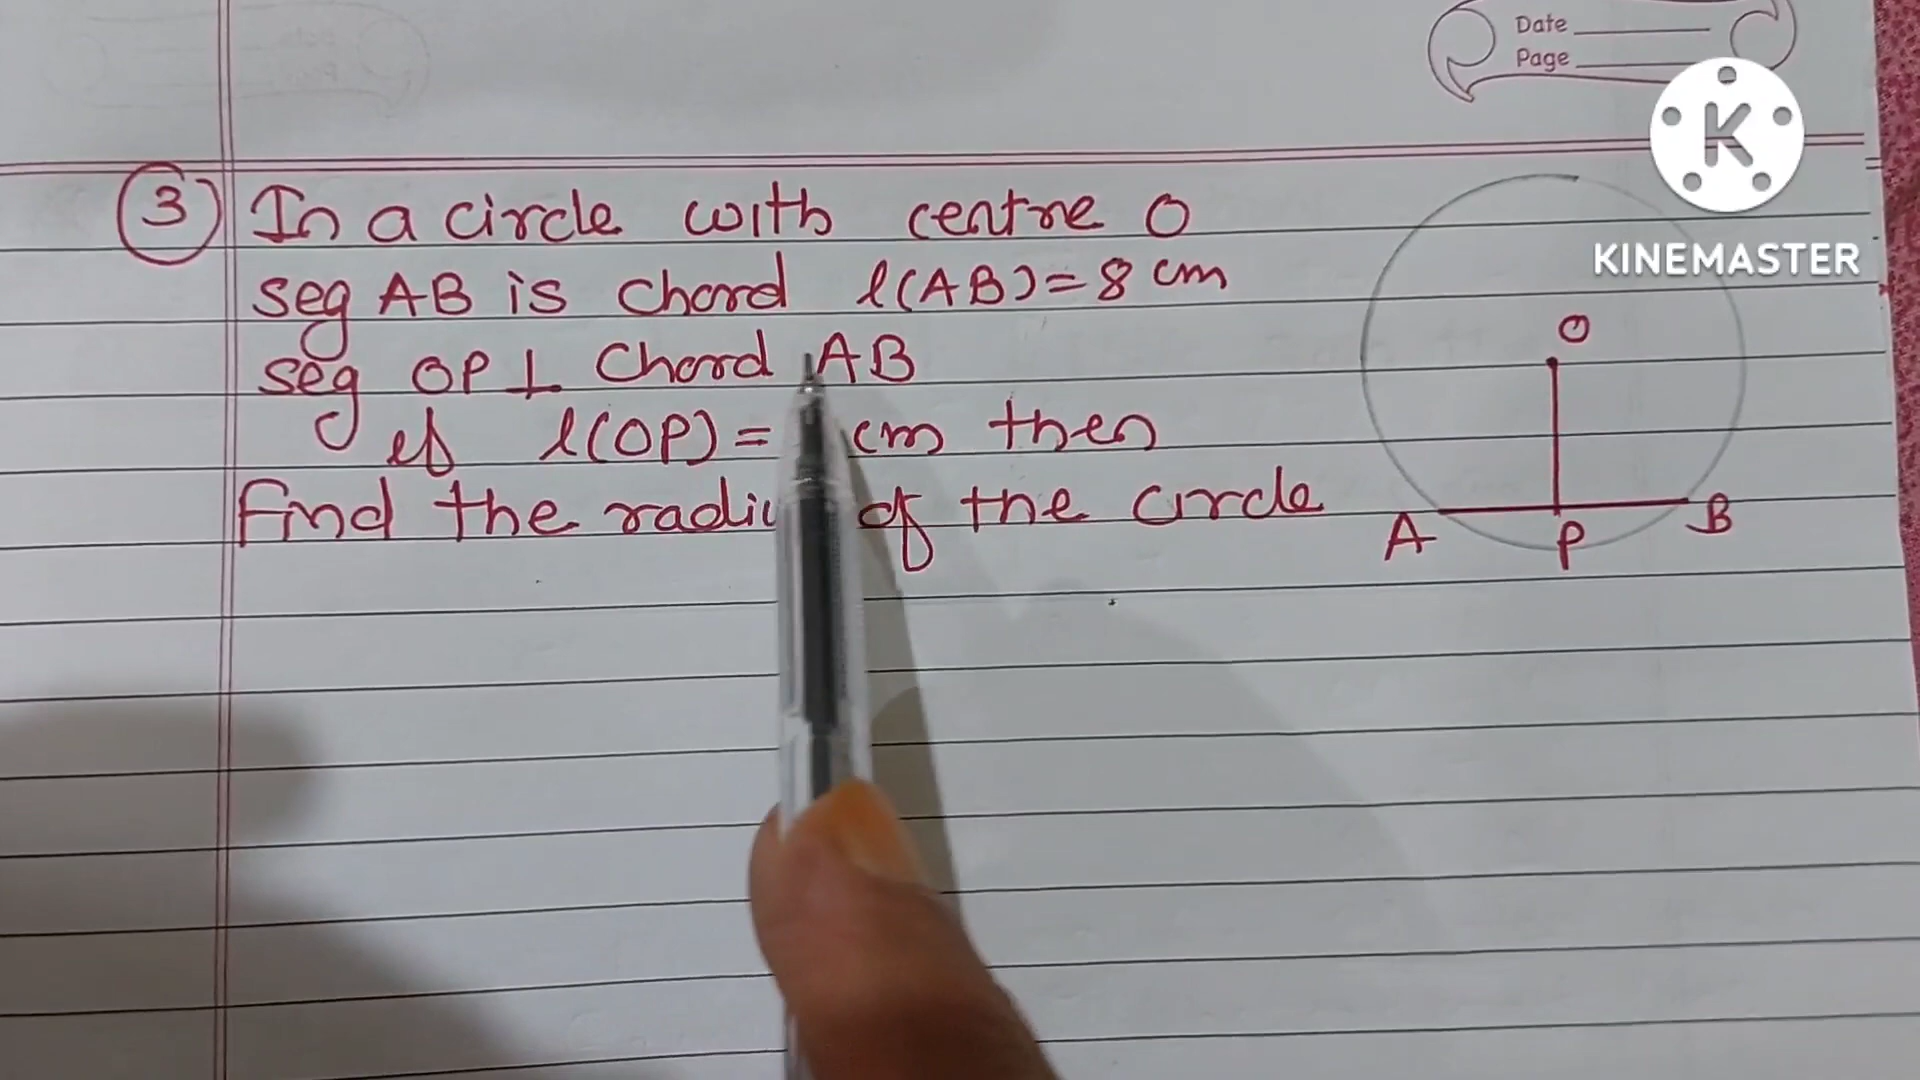 Date
Page
K
KINEMASTER
3 In a circle with centre O
seg AB is chord l(AB)=8 cm
seg OP ⊥ Chord AB
if l(OP) = cm then
Find the radiu of the circle
O
A P B